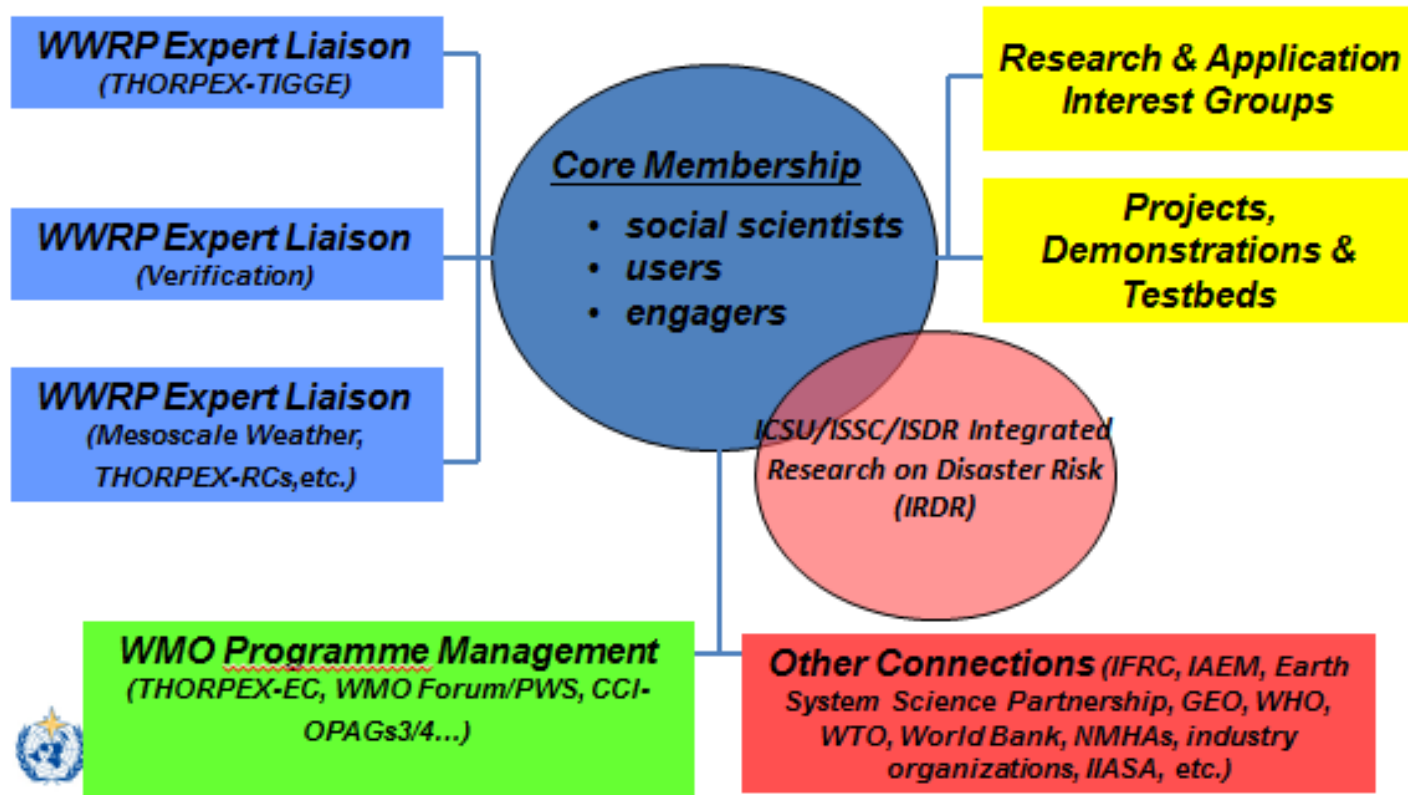 WWRP Expert Liaison
(THORPEX-TIGGE)
WWRP Expert Liaison
(Verification)
WWRP Expert Liaison
(Mesoscale Weather,
THORPEX-RCs,etc.)
Core Membership
• social scientists
• users
• engagers
Research & Application
Interest Groups
Projects,
Demonstrations &
Testbeds
ICSU/ISSC/ISDR Integrated
Research on Disaster Risk
(IRDR)
WMO Programme Management
(THORPEX-EC, WMO Forum/PWS, CCI-
OPAGs3/4...)
Other Connections (IFRC, IAEM, Earth
System Science Partnership, GEO, WHO,
WTO, World Bank, NMHAs, industry
organizations, IIASA, etc.)